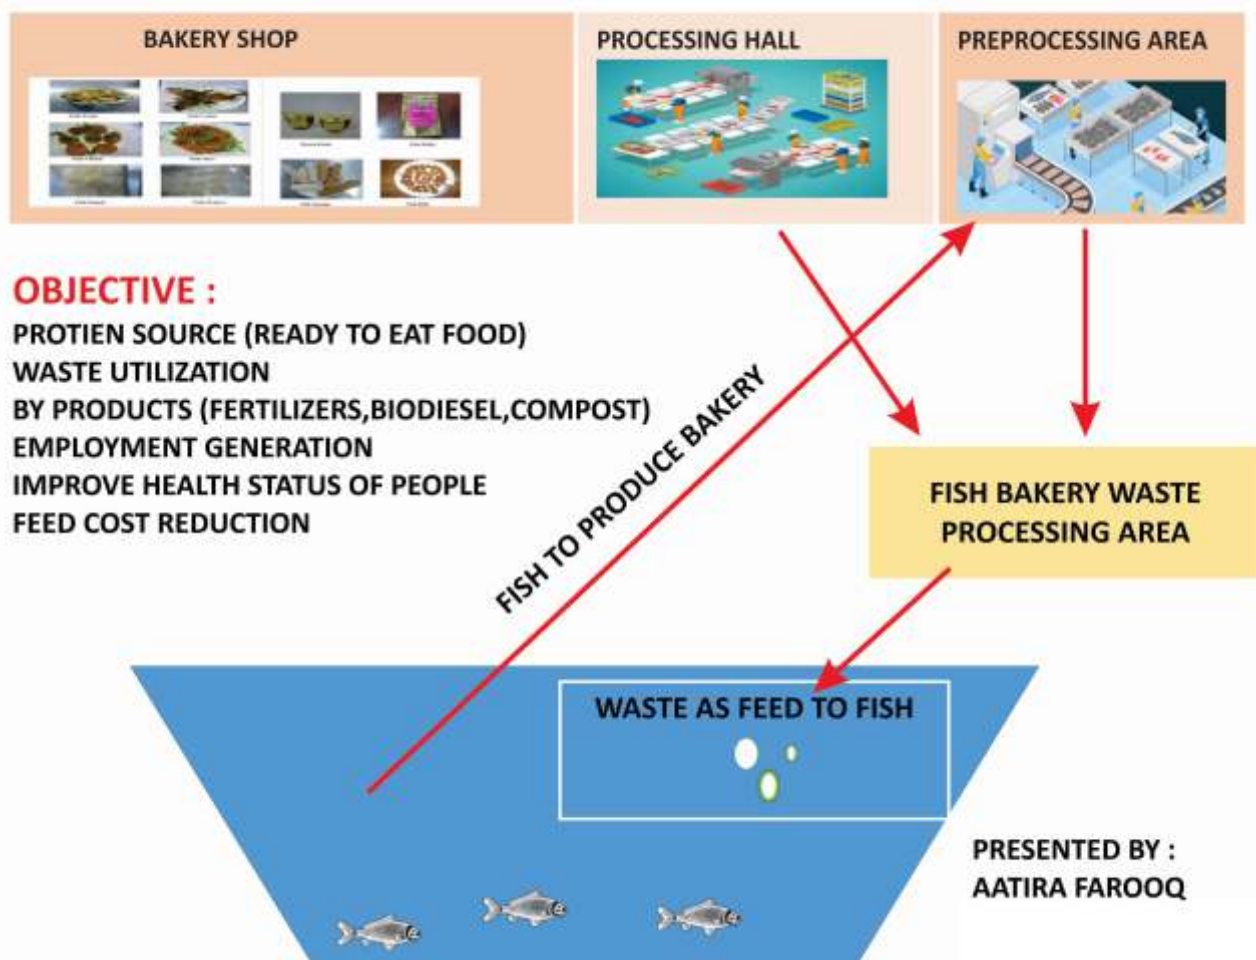 BAKERY SHOP
PROCESSING HALL
PREPROCESSING AREA
OBJECTIVE :
PROTIEN SOURCE (READY TO EAT FOOD)
WASTE UTILIZATION
BY PRODUCTS (FERTILIZERS,BIODIESEL,COMPOST)
EMPLOYMENT GENERATION
IMPROVE HEALTH STATUS OF PEOPLE
FEED COST REDUCTION
FISH TO PRODUCE BAKERY
FISH BAKERY WASTE
PROCESSING AREA
WASTE AS FEED TO FISH
PRESENTED BY :
AATIRA FAROOQ